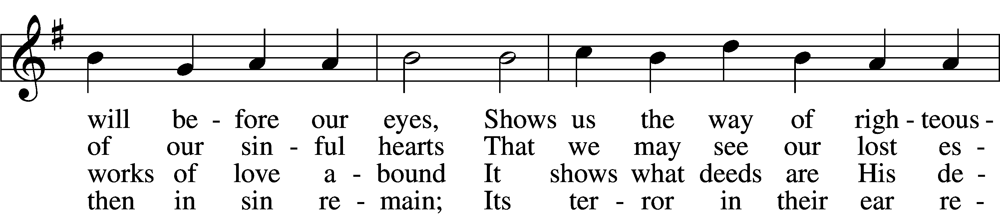 will be - fore our eyes, Shows us the way of righ - teous -
of our sin - ful hearts That we may see our lost es -
works of love a - bound It shows what deeds are His de -
then in sin re - main; Its ter - ror in their ear re -